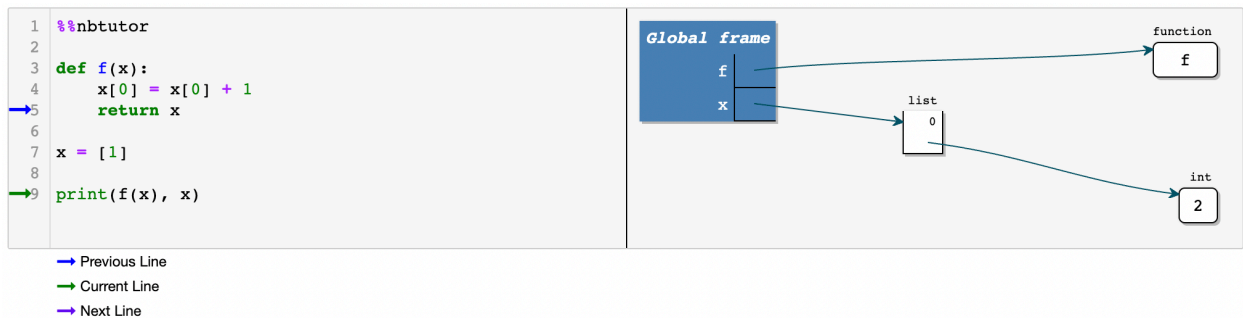 1 %%nbtutor
2
3 def f(x):
4     x[0] = x[0] + 1
5     return x
6
7 x = [1]
8
9 print(f(x), x)
Previous Line
Current Line
Next Line
Global frame
f
x
function
f
list
0
int
2